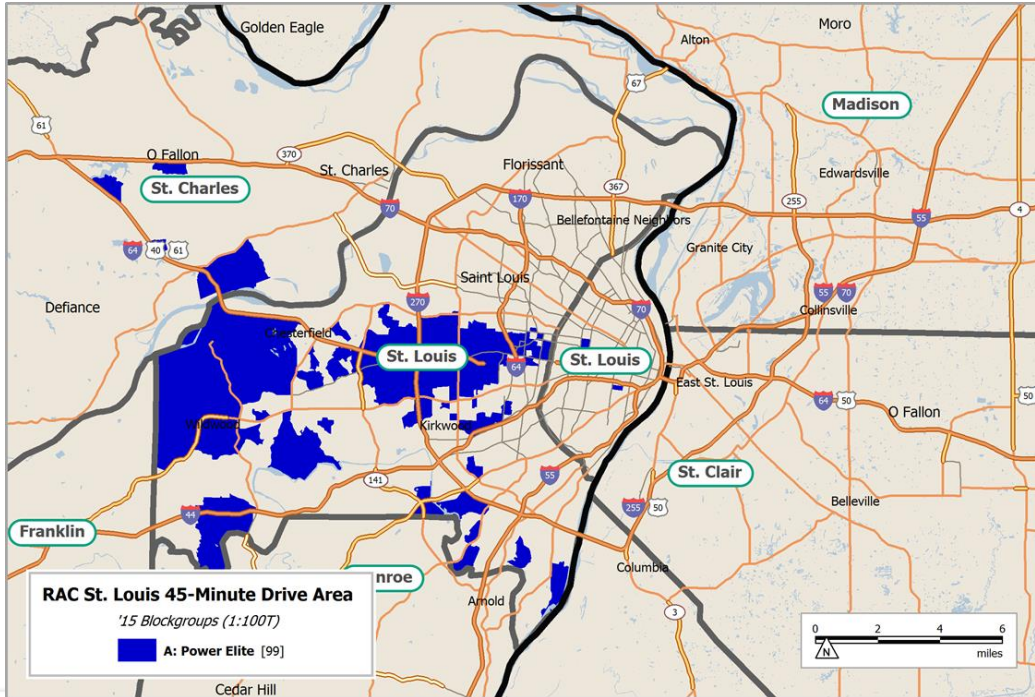 Golden Eagle
Moro
Alton
67
61
Madison
O Fallon
370
St. Charles
Florissant
St. Charles
170
367
Edwardsville
70
255
4
Bellefontaine Neighbors
55
64
40
61
Granite City
Saint Louis
55
70
270
Defiance
70
Collinsville
Chesterfield
St. Louis
St. Louis
64
East St. Louis
64
50
50
O Fallon
Wildwood
Kirkwood
St. Clair
141
55
Belleville
44
255
50
Franklin
Columbia
nroe
Arnold
3
RAC St. Louis 45-Minute Drive Area
'15 Blockgroups (1:100T)
A: Power Elite [99]
0 2 4 6
N
miles
Cedar Hill